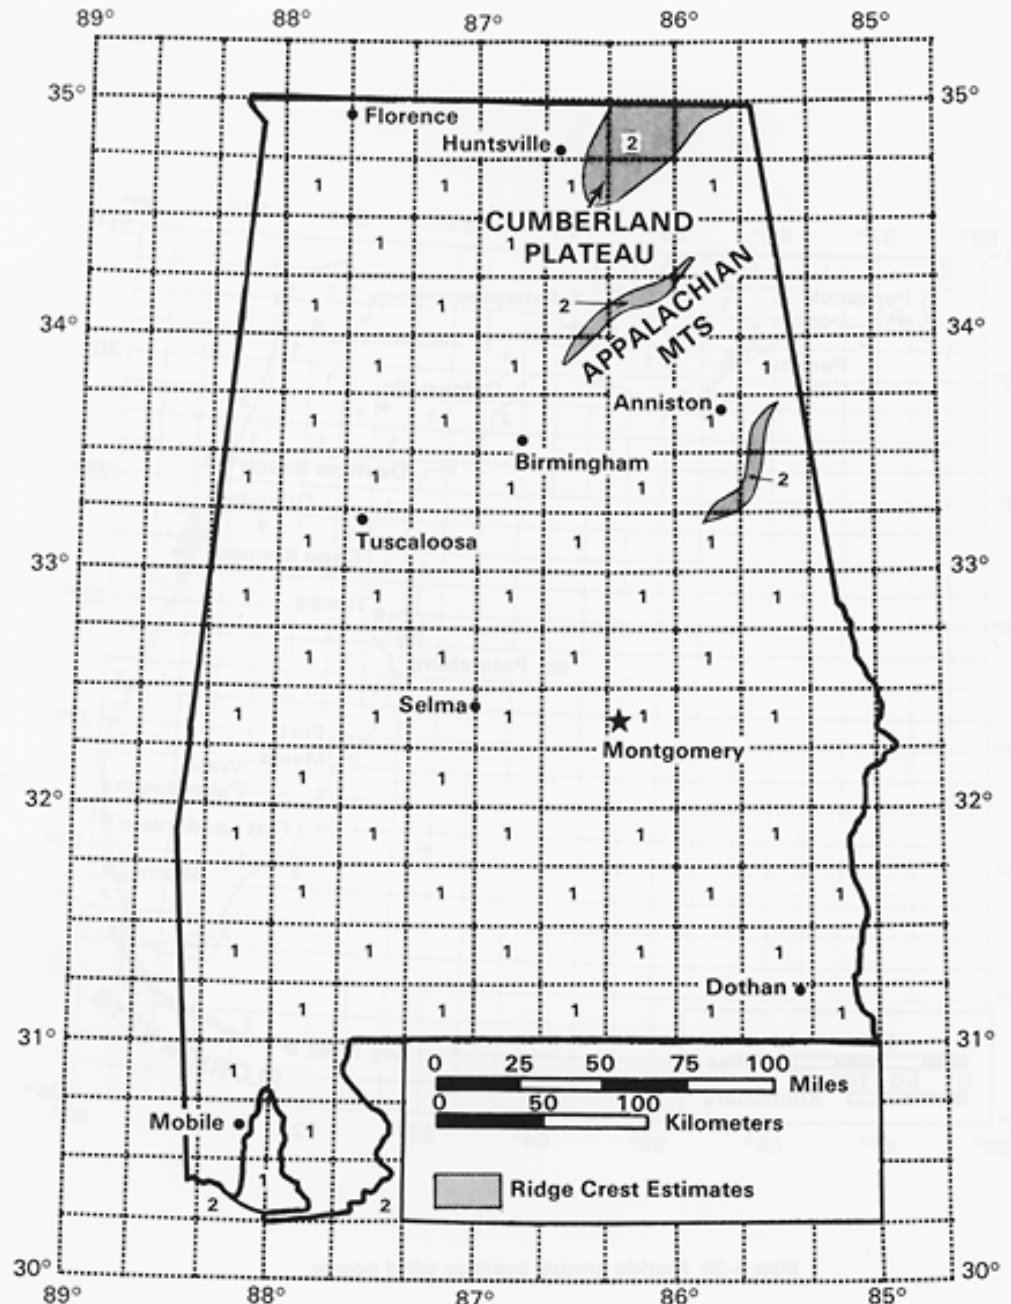 89° 88° 87° 86° 85°
35° 35°
Florence
Huntsville 2
1 1 1 1
CUMBERLAND
1 1
PLATEAU
1 1 2
APPALACHIAN
MTS
34° 34°
1 1 1
Anniston
1 1 1
Birmingham
1 1 1 1 2
Tuscaloosa
1 1 1
33° 33°
1 1 1 1 1
1 1 1 1
Selma
1 1 1 1 1
Montgomery
1 1
32° 32°
1 1 1 1 1
1 1 1 1 1
1 1 1 1 1
Dothan
1 1 1 1 1
31° 31°
1
0 25 50 75 100
Miles
0 50 100
Kilometers
Mobile
1
1
2 2
Ridge Crest Estimates
30° 30°
89° 88° 87° 86° 85°